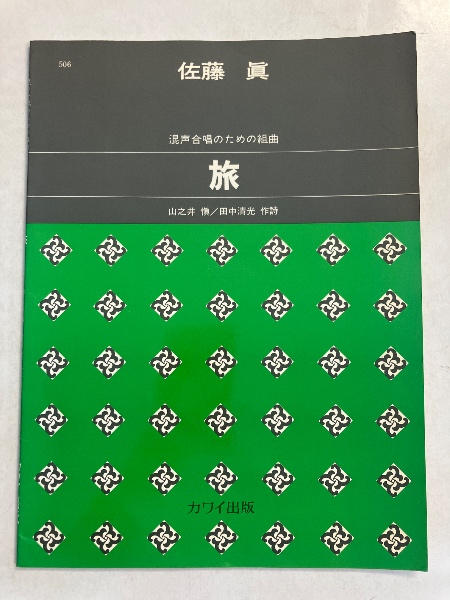 506
佐藤 眞
混声合唱のための組曲
旅
山之井 愼／田中清光 作詩
カワイ出版